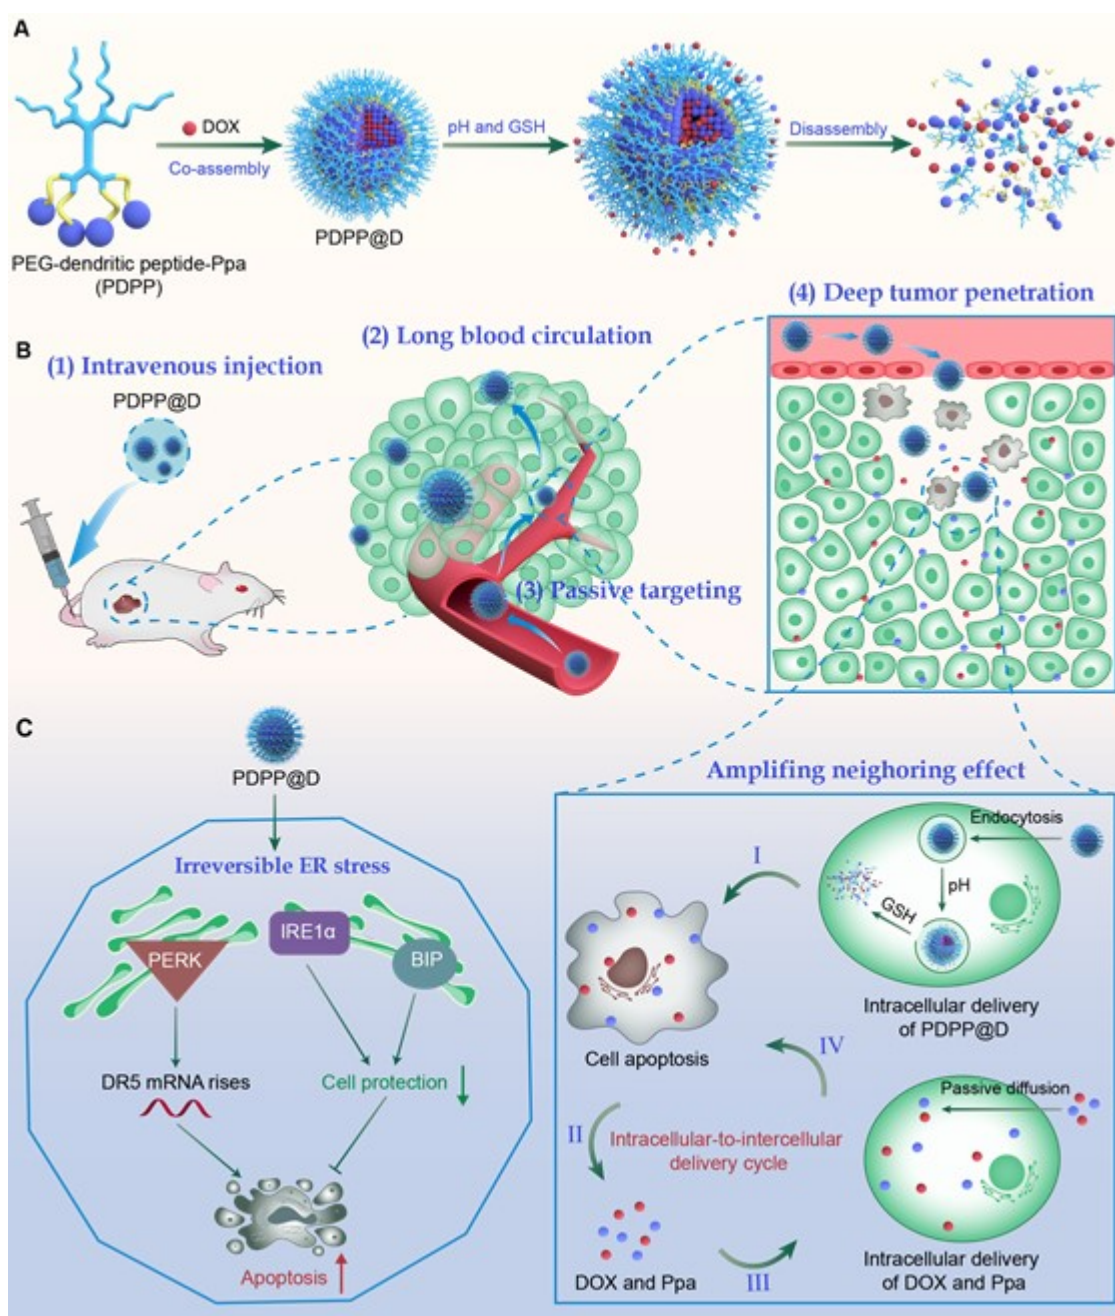 A
DOX
Co-assembly
pH and GSH
Disassembly
PEG-dendritic peptide-Ppa
(PDPP)
PDPP@D
B
(1) Intravenous injection
PDPP@D
(2) Long blood circulation
(3) Passive targeting
(4) Deep tumor penetration
C
PDPP@D
Irreversible ER stress
PERK
IRE1α
BIP
DR5 mRNA rises
Cell protection
Apoptosis
Amplifing neighoring effect
Endocytosis
pH
GSH
Intracellular delivery
of PDPP@D
I
Cell apoptosis
IV
II
Intracellular-to-intercellular
delivery cycle
Passive diffusion
DOX and Ppa
III
Intracellular delivery
of DOX and Ppa